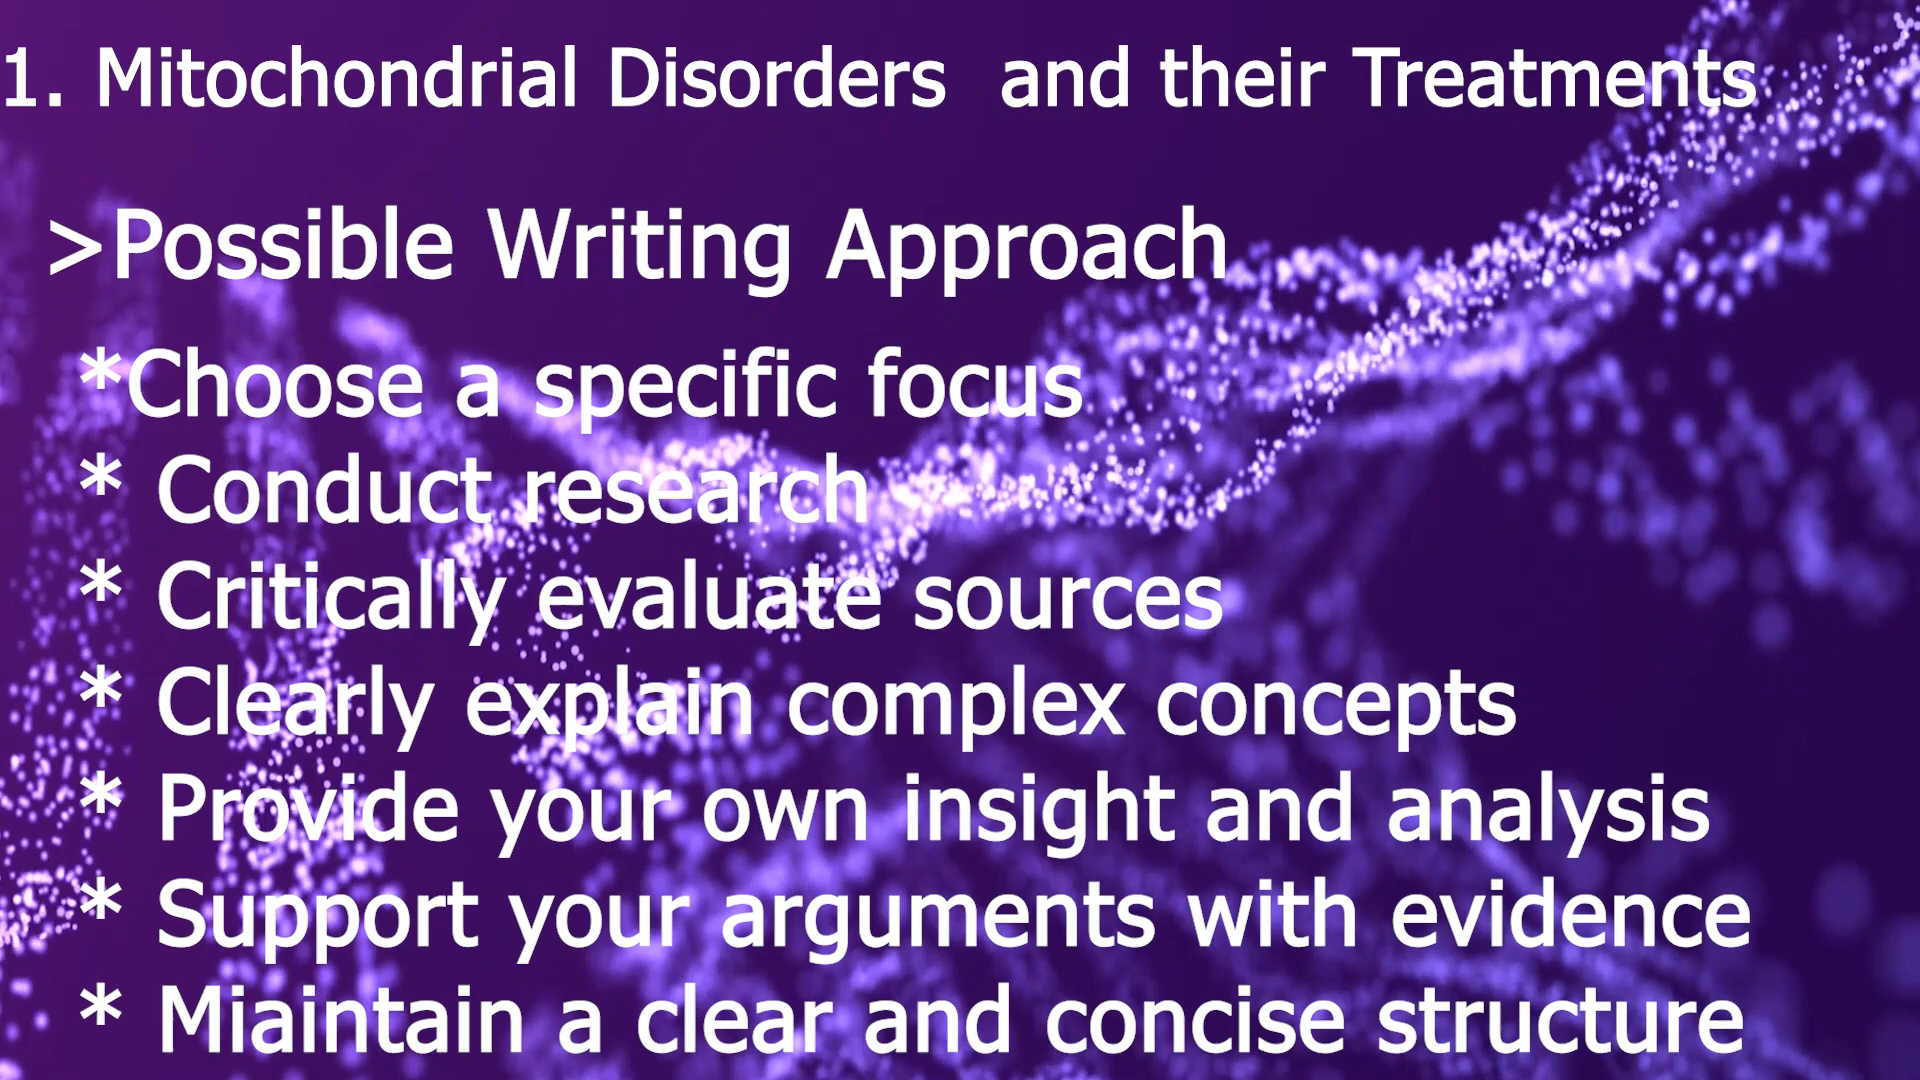 1. Mitochondrial Disorders and their Treatments
>Possible Writing Approach
*Choose a specific focus
* Conduct research
* Critically evaluate sources
* Clearly explain complex concepts
* Provide your own insight and analysis
* Support your arguments with evidence
* Miaintain a clear and concise structure